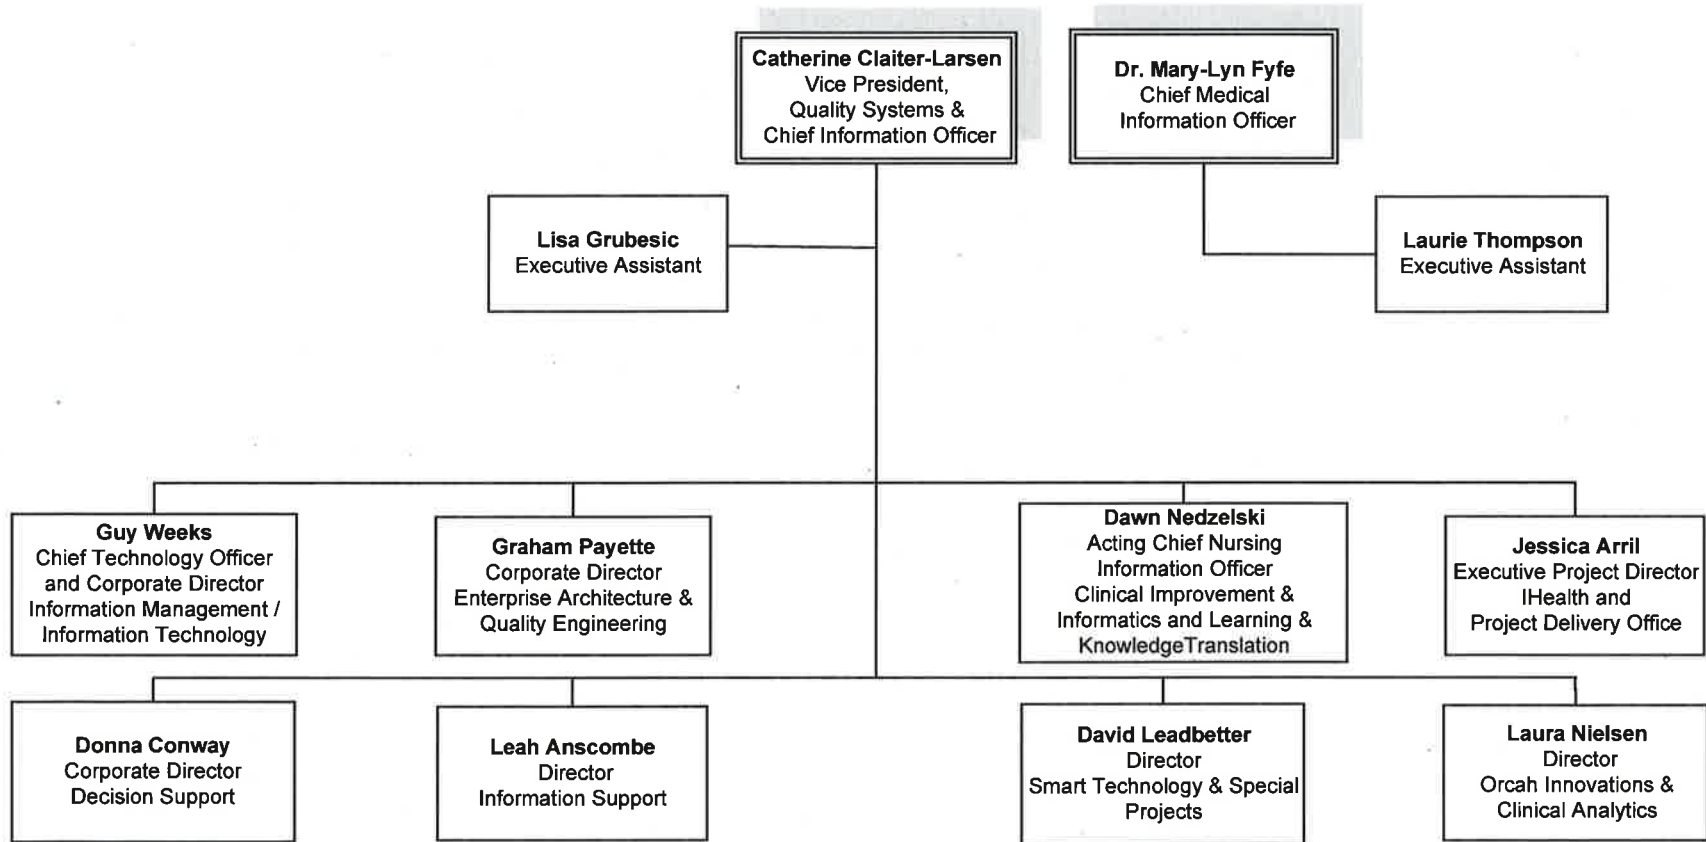 Catherine Claiter-Larsen
Vice President,
Quality Systems &
Chief Information Officer
Dr. Mary-Lyn Fyfe
Chief Medical
Information Officer
Lisa Grubesic
Executive Assistant
Laurie Thompson
Executive Assistant
Guy Weeks
Chief Technology Officer
and Corporate Director
Information Management /
Information Technology
Graham Payette
Corporate Director
Enterprise Architecture &
Quality Engineering
Dawn Nedzelski
Acting Chief Nursing
Information Officer
Clinical Improvement &
Informatics and Learning &
KnowledgeTranslation
Jessica Arril
Executive Project Director
IHealth and
Project Delivery Office
Donna Conway
Corporate Director
Decision Support
Leah Anscombe
Director
Information Support
David Leadbetter
Director
Smart Technology & Special
Projects
Laura Nielsen
Director
Orcah Innovations &
Clinical Analytics